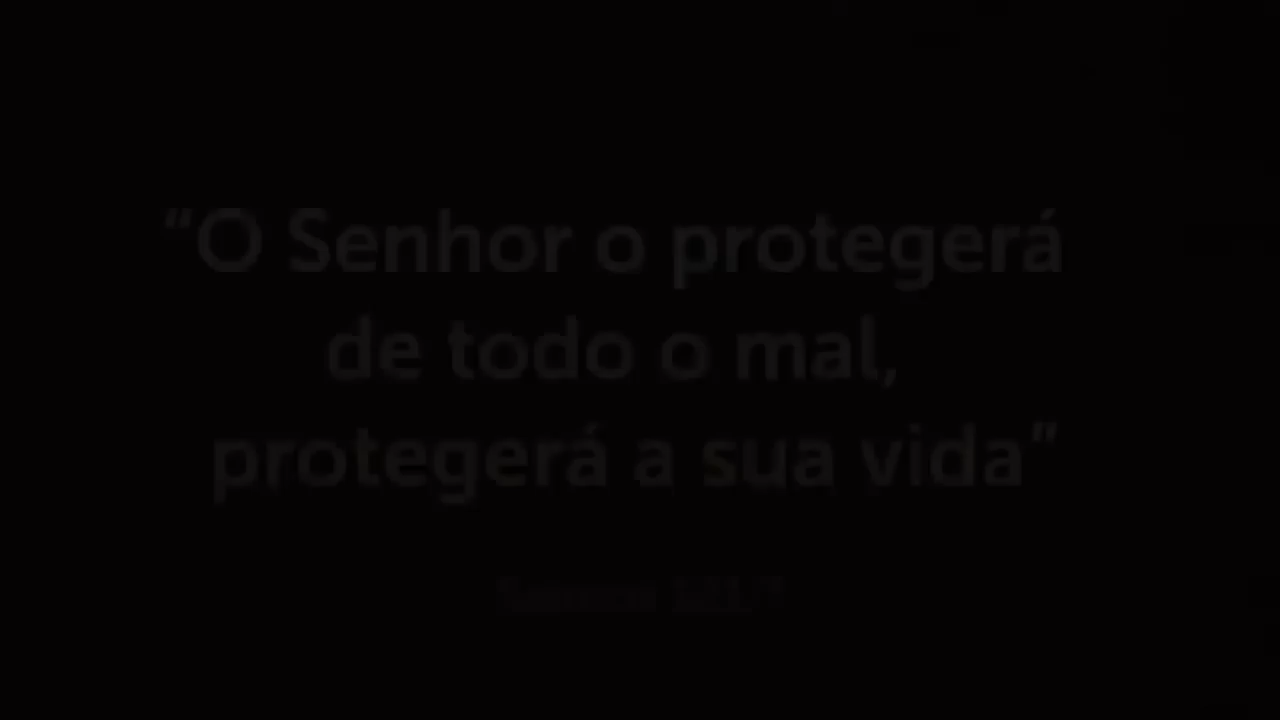 “O Senhor o protegerá
de todo o mal,
protegerá a sua vida”